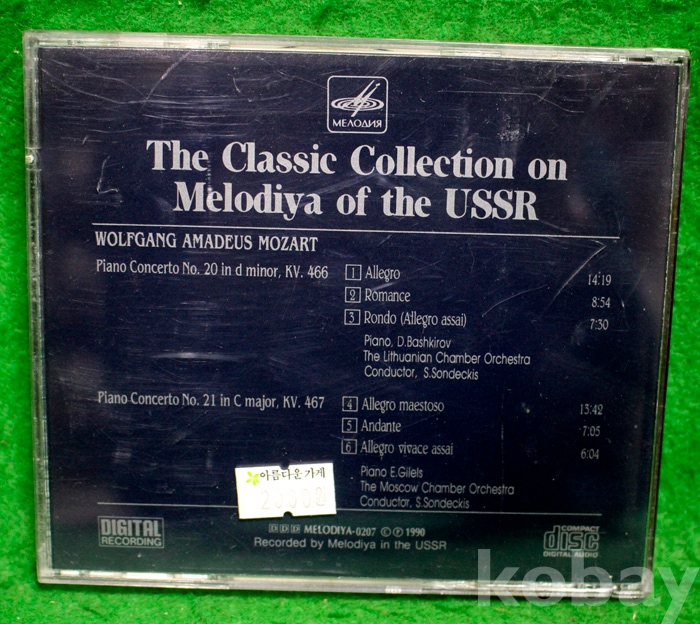 МЕЛОДИЯ
The Classic Collection on
Melodiya of the USSR
WOLFGANG AMADEUS MOZART
Piano Concerto No. 20 in d minor, KV. 466
1 Allegro 14:19
2 Romance 8:54
3 Rondo (Allegro assai) 7:30
Piano, D.Bashkirov
The Lithuanian Chamber Orchestra
Conductor, S.Sondeckis
Piano Concerto No. 21 in C major, KV. 467
4 Allegro maestoso 13:42
5 Andante 7:05
6 Allegro vivace assai 6:04
Piano E.Gilels
The Moscow Chamber Orchestra
Conductor, S.Sondeckis
아름다운가게
DIGITAL
RECORDING
DDD MELODIYA-0207 ©℗ 1990
Recorded by Melodiya in the USSR
COMPACT
disc
DIGITAL AUDIO
kobay